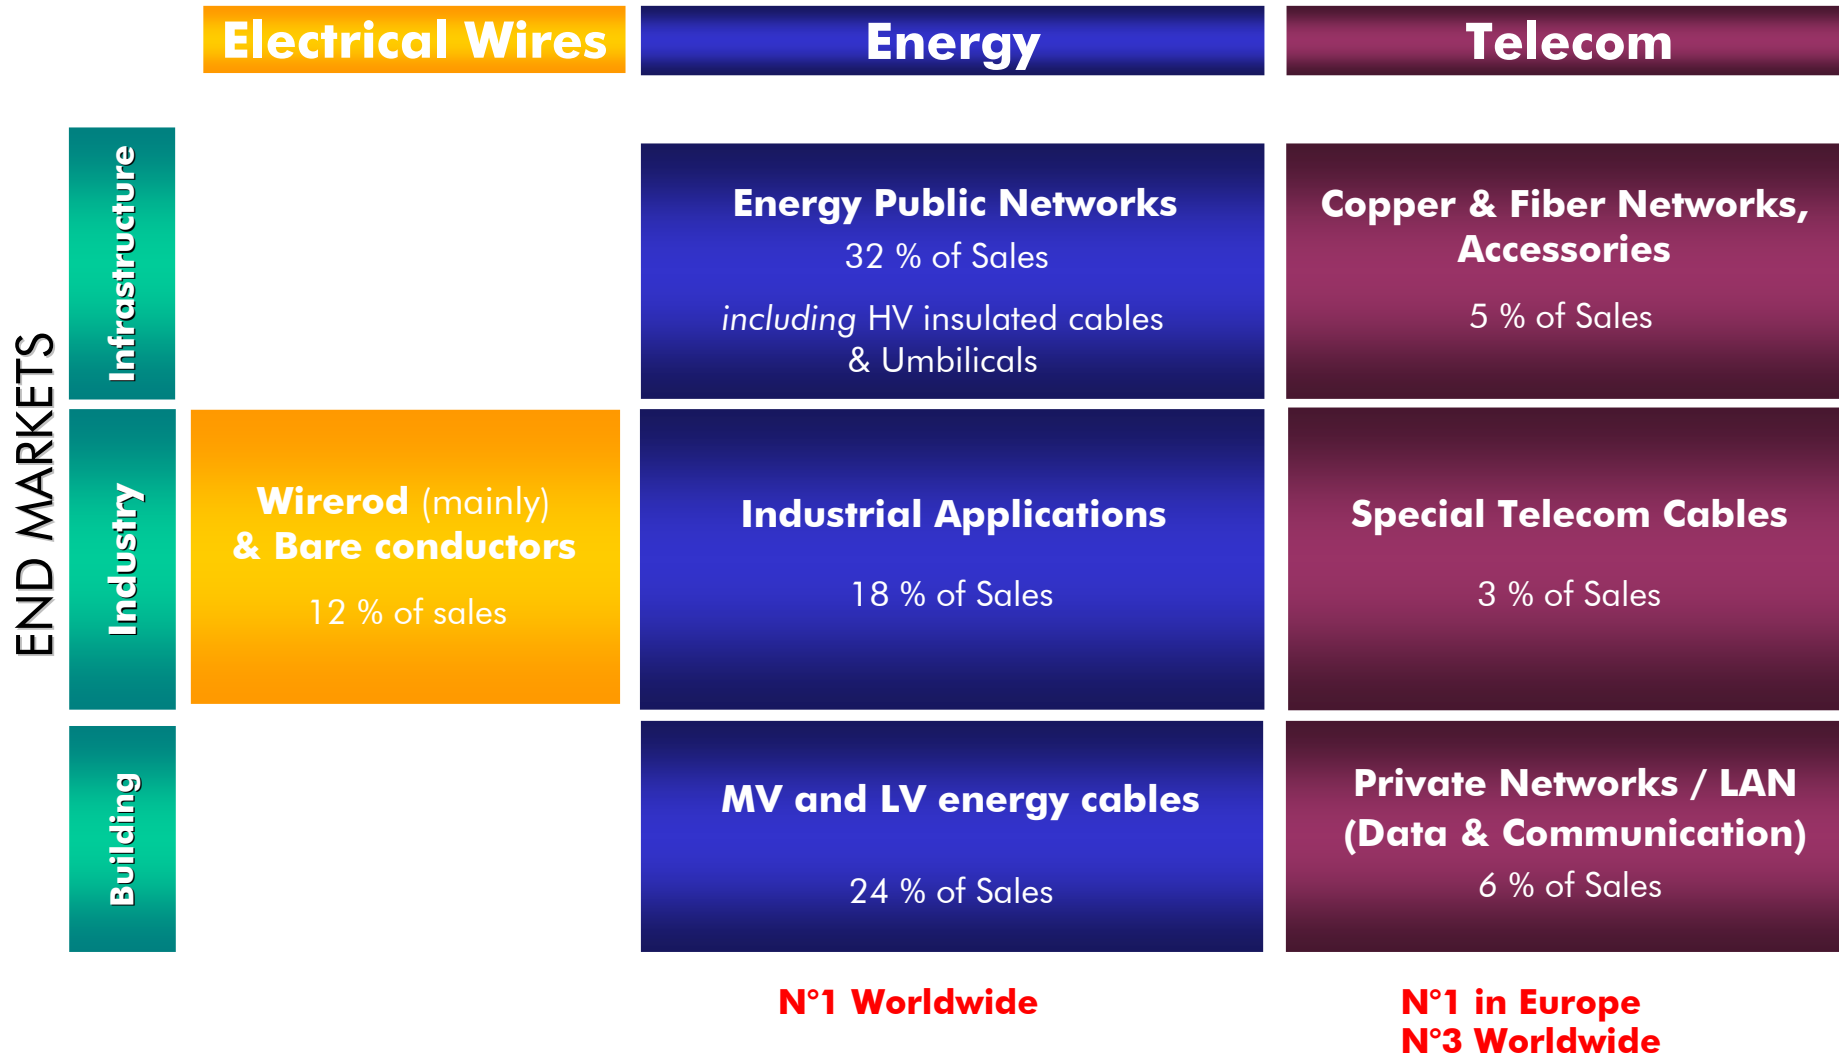 Electrical Wires
Energy
Telecom
END MARKETS
Infrastructure
Energy Public Networks
32 % of Sales
including HV insulated cables
& Umbilicals
Copper & Fiber Networks,
Accessories
5 % of Sales
Industry
Wirerod (mainly)
& Bare conductors
12 % of sales
Industrial Applications
18 % of Sales
Special Telecom Cables
3 % of Sales
Building
MV and LV energy cables
24 % of Sales
Private Networks / LAN
(Data & Communication)
6 % of Sales
N°1 Worldwide
N°1 in Europe
N°3 Worldwide